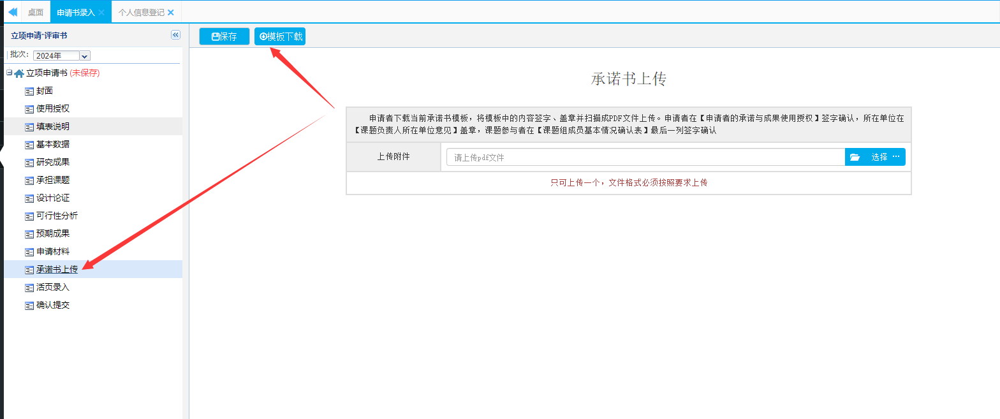 桌面
申请书录入
个人信息登记
立项申请·评审书
批次：
2024年
立项申请书 (未保存)
封面
使用授权
填表说明
基本数据
研究成果
承担课题
设计论证
可行性分析
预期成果
申请材料
承诺书上传
活页录入
确认提交
保存
模板下载
承诺书上传
申请者下载当前承诺书模板，将模板中的内容签字、盖章并扫描成PDF文件上传。申请者在【申请者的承诺与成果使用授权】签字确认，所在单位在
【课题负责人所在单位意见】盖章，课题参与者在【课题组成员基本情况确认表】最后一列签字确认
上传附件
请上传pdf文件
选择 ···
只可上传一个，文件格式必须按照要求上传